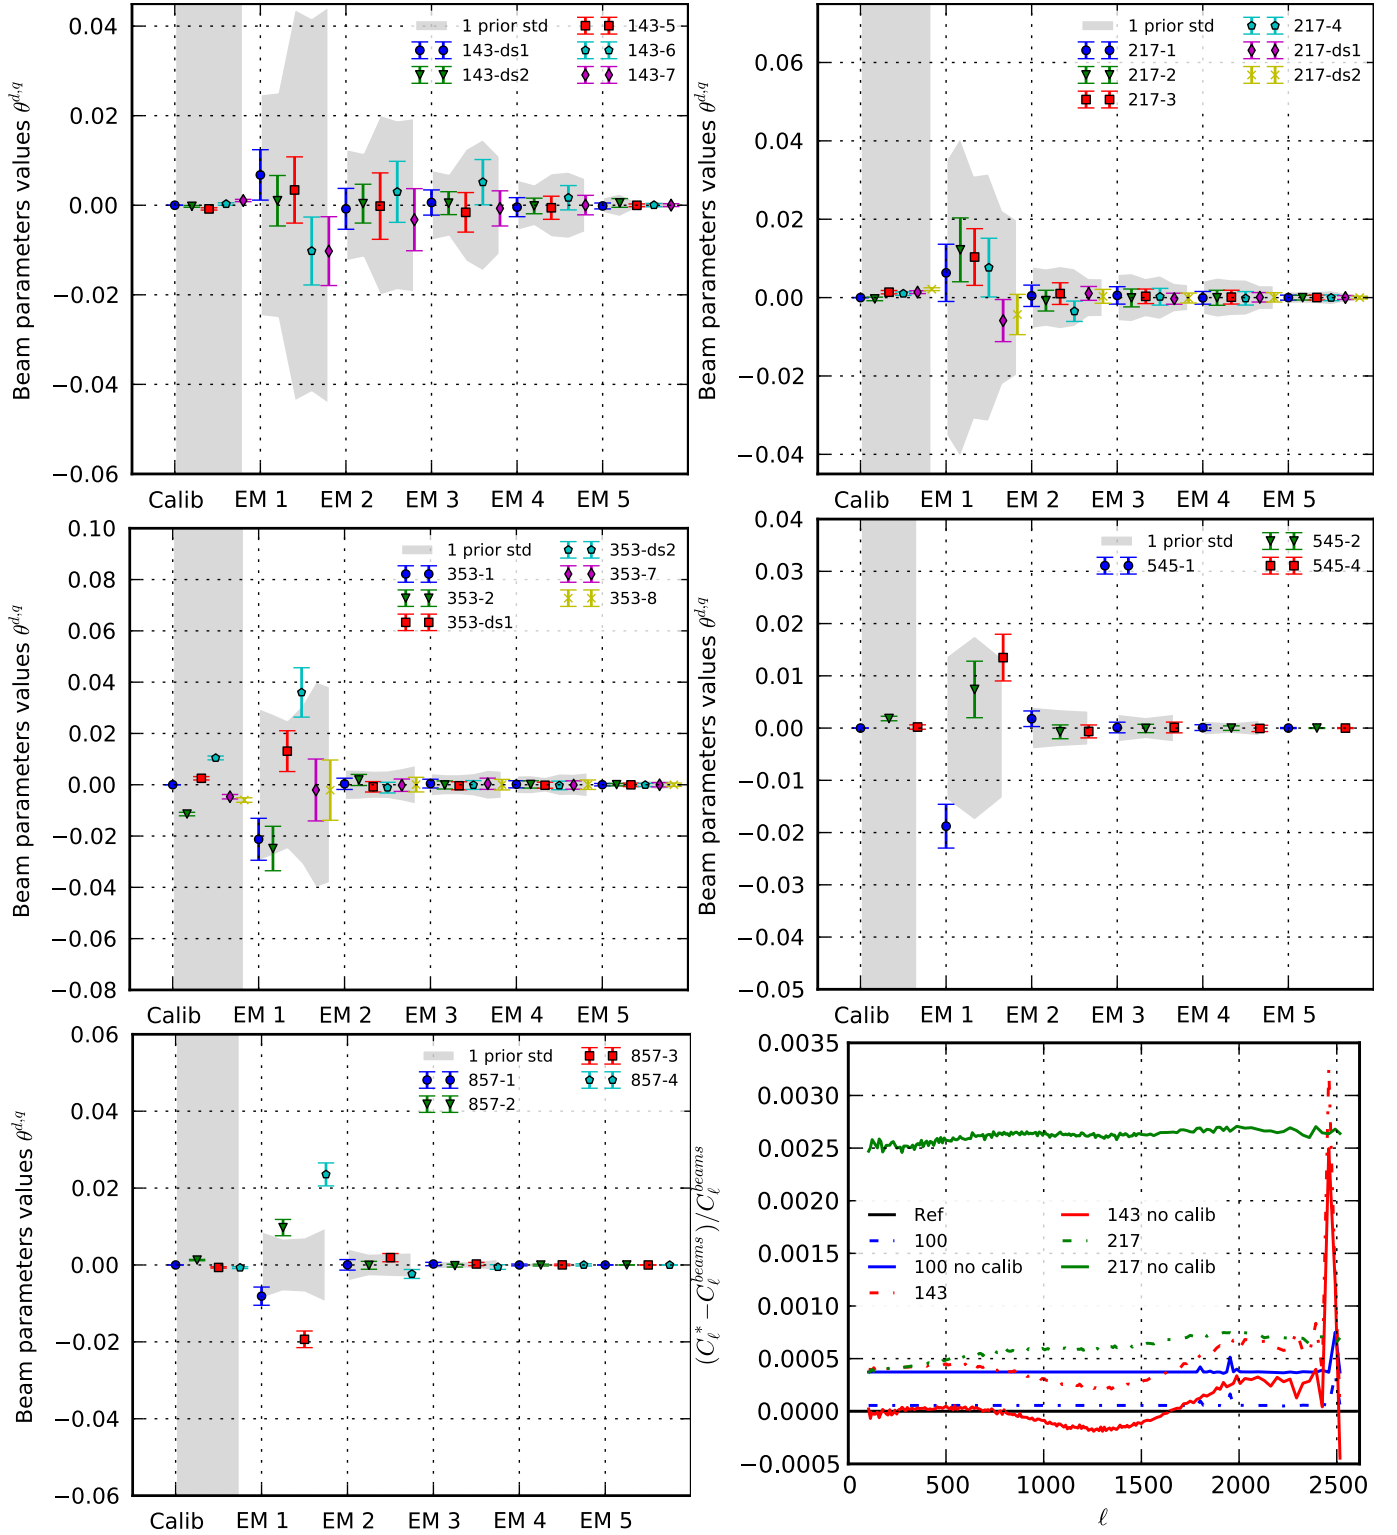 Beam parameters values θ^{d,q}
0.04
0.02
0.00
−0.02
−0.04
−0.06
1 prior std
143-ds1
143-ds2
143-5
143-6
143-7
Calib EM 1 EM 2 EM 3 EM 4 EM 5
Beam parameters values θ^{d,q}
0.06
0.04
0.02
0.00
−0.02
−0.04
1 prior std
217-1
217-2
217-3
217-4
217-ds1
217-ds2
Calib EM 1 EM 2 EM 3 EM 4 EM 5
Beam parameters values θ^{d,q}
0.10
0.08
0.06
0.04
0.02
0.00
−0.02
−0.04
−0.06
−0.08
1 prior std
353-1
353-2
353-ds1
353-ds2
353-7
353-8
Calib EM 1 EM 2 EM 3 EM 4 EM 5
Beam parameters values θ^{d,q}
0.04
0.03
0.02
0.01
0.00
−0.01
−0.02
−0.03
−0.04
−0.05
1 prior std
545-1
545-2
545-4
Calib EM 1 EM 2 EM 3 EM 4 EM 5
Beam parameters values θ^{d,q}
0.06
0.04
0.02
0.00
−0.02
−0.04
−0.06
1 prior std
857-1
857-2
857-3
857-4
Calib EM 1 EM 2 EM 3 EM 4 EM 5
(C_ℓ^* − C_ℓ^{beams})/C_ℓ^{beams}
0.0035
0.0030
0.0025
0.0020
0.0015
0.0010
0.0005
0.0000
−0.0005
Ref
100
100 no calib
143
143 no calib
217
217 no calib
0 500 1000 1500 2000 2500
ℓ